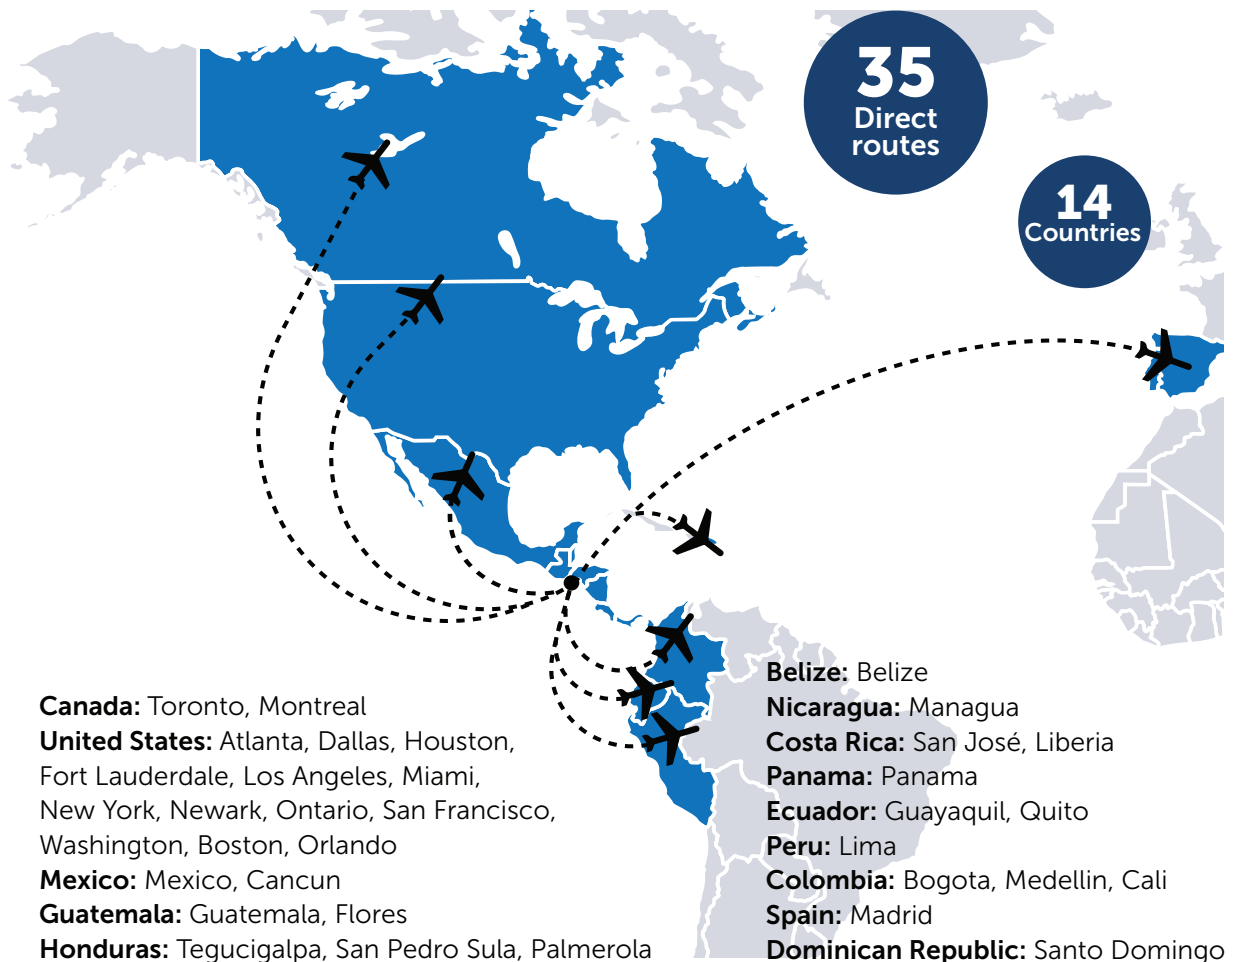 35
Direct
routes
14
Countries
Canada: Toronto, Montreal
United States: Atlanta, Dallas, Houston,
Fort Lauderdale, Los Angeles, Miami,
New York, Newark, Ontario, San Francisco,
Washington, Boston, Orlando
Mexico: Mexico, Cancun
Guatemala: Guatemala, Flores
Honduras: Tegucigalpa, San Pedro Sula, Palmerola
Belize: Belize
Nicaragua: Managua
Costa Rica: San José, Liberia
Panama: Panama
Ecuador: Guayaquil, Quito
Peru: Lima
Colombia: Bogota, Medellin, Cali
Spain: Madrid
Dominican Republic: Santo Domingo